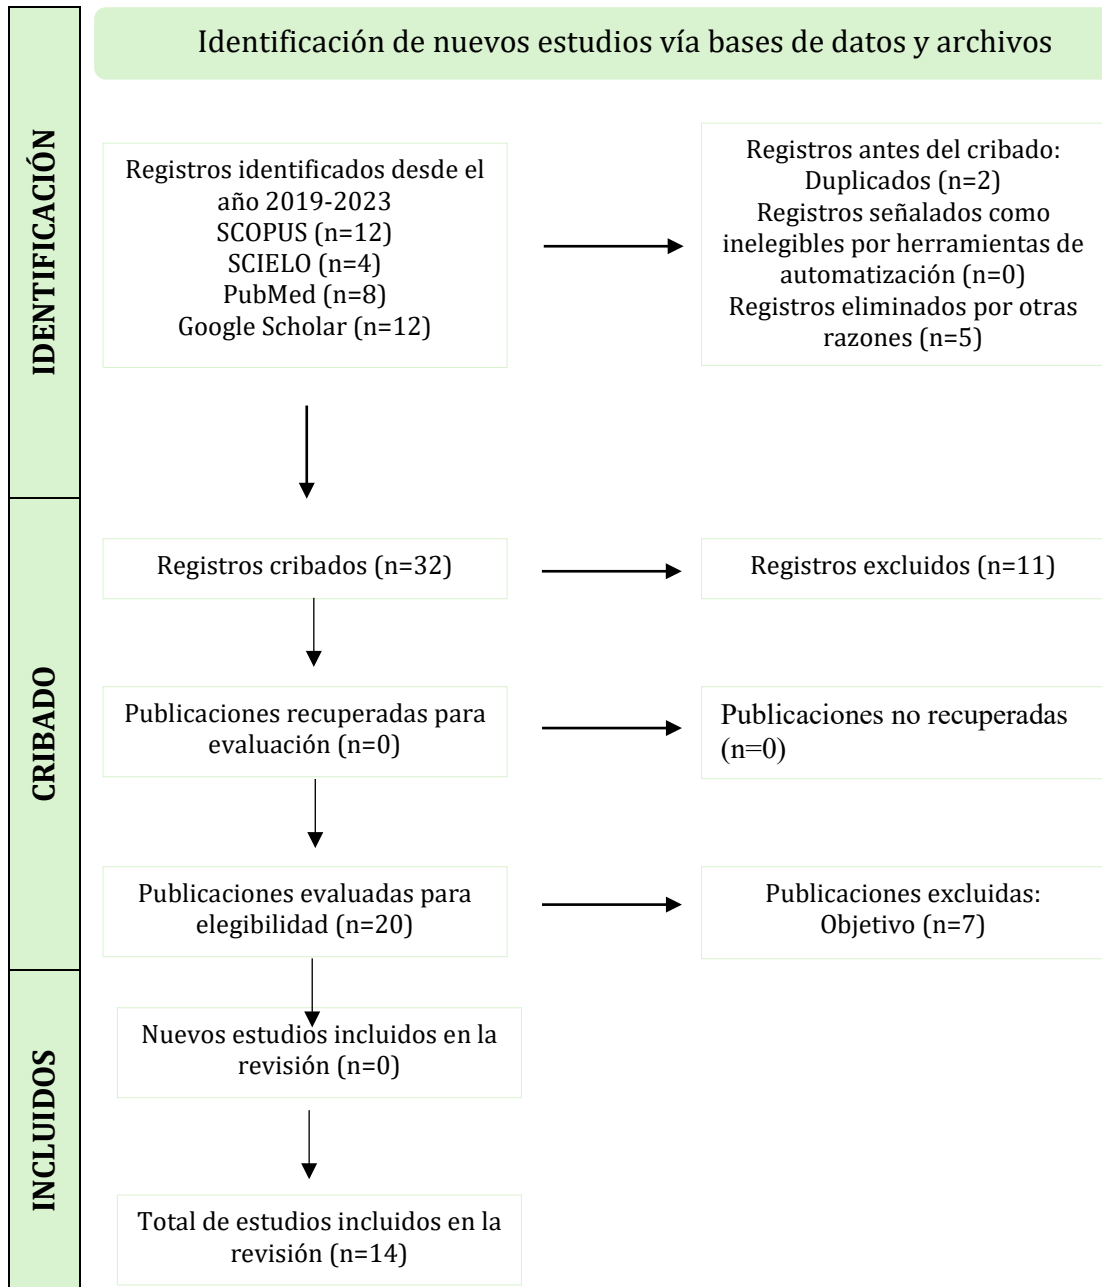 Identificación de nuevos estudios vía bases de datos y archivos
IDENTIFICACIÓN
Registros identificados desde el
año 2019-2023
SCOPUS (n=12)
SCIELO (n=4)
PubMed (n=8)
Google Scholar (n=12)
Registros antes del cribado:
Duplicados (n=2)
Registros señalados como
inelegibles por herramientas de
automatización (n=0)
Registros eliminados por otras
razones (n=5)
CRIBADO
Registros cribados (n=32)
Registros excluidos (n=11)
Publicaciones recuperadas para
evaluación (n=0)
Publicaciones no recuperadas
(n=0)
Publicaciones evaluadas para
elegibilidad (n=20)
Publicaciones excluidas:
Objetivo (n=7)
INCLUIDOS
Nuevos estudios incluidos en la
revisión (n=0)
Total de estudios incluidos en la
revisión (n=14)